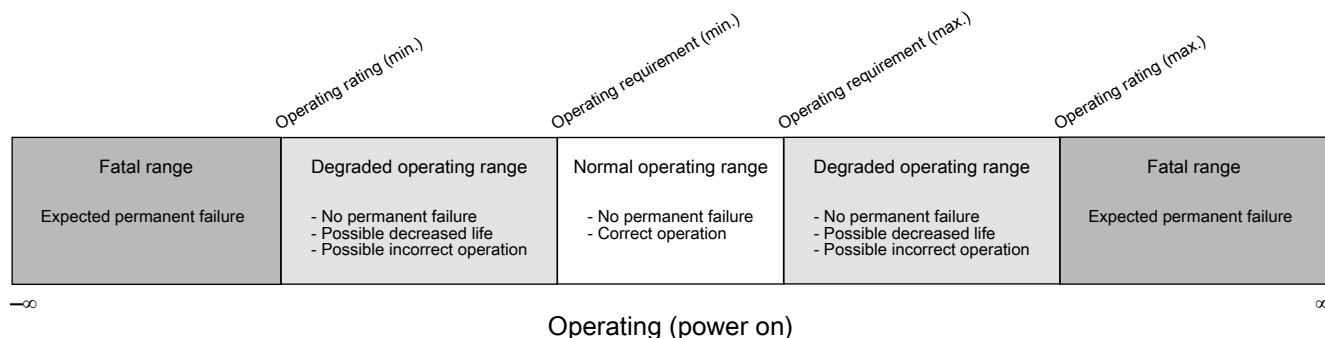 Operating rating (min.)
Operating requirement (min.)
Operating requirement (max.)
Operating rating (max.)
Fatal range
Expected permanent failure
Degraded operating range
- No permanent failure
- Possible decreased life
- Possible incorrect operation
Normal operating range
- No permanent failure
- Correct operation
Degraded operating range
- No permanent failure
- Possible decreased life
- Possible incorrect operation
Fatal range
Expected permanent failure
–∞
∞
Operating (power on)